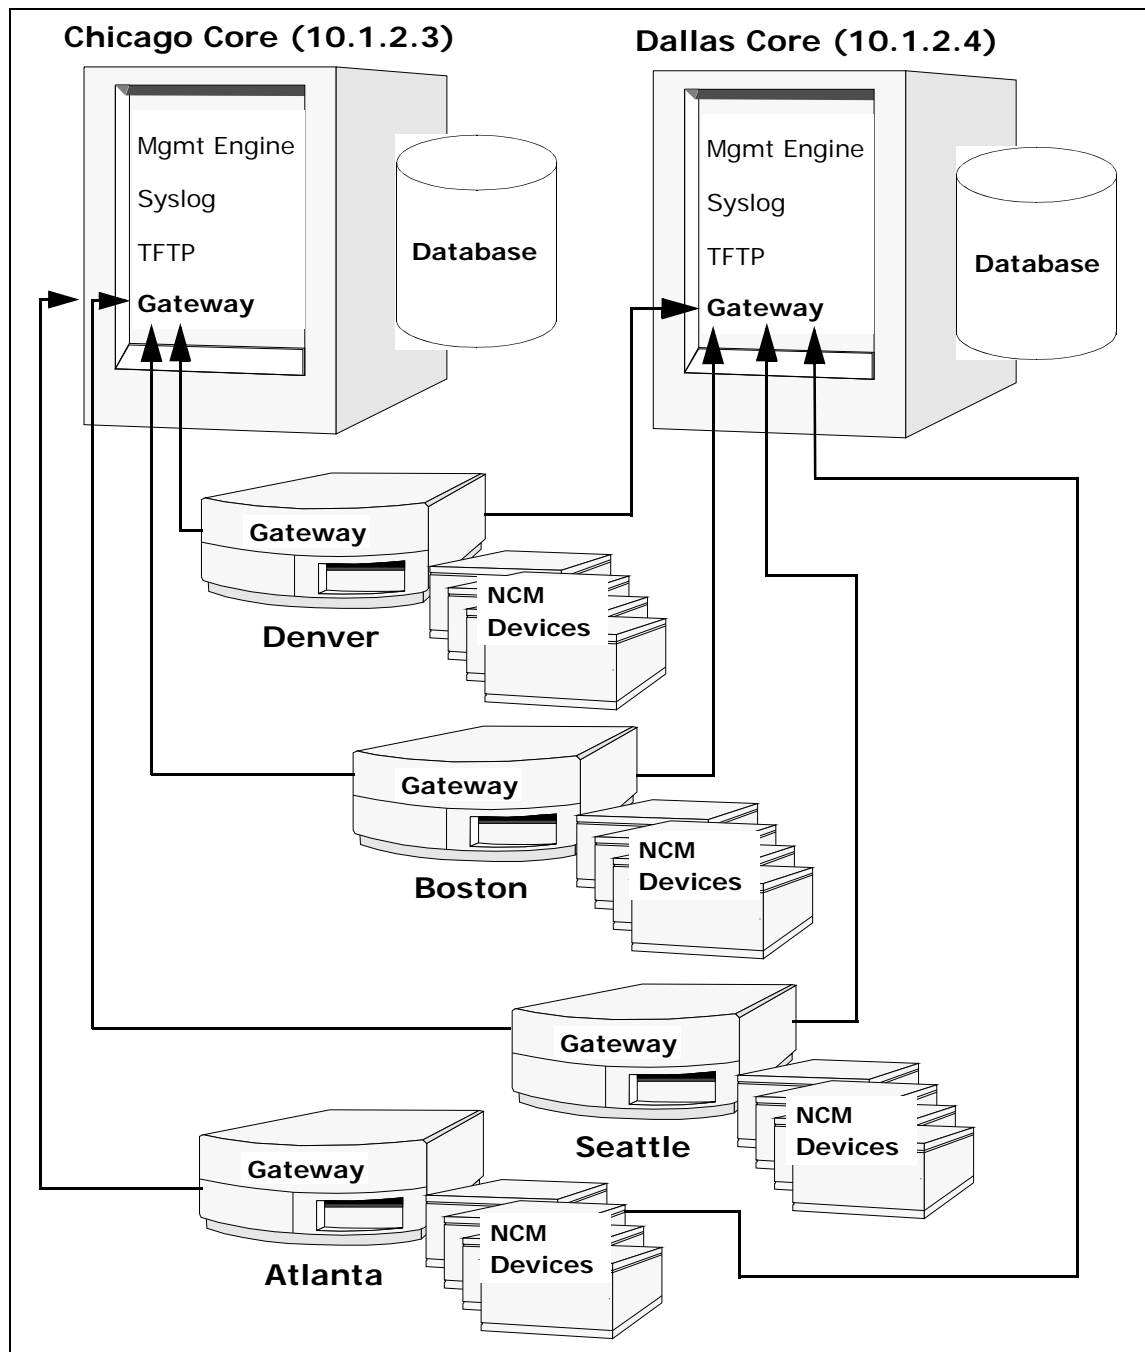 Chicago Core (10.1.2.3)
Dallas Core (10.1.2.4)
Mgmt Engine
Syslog
TFTP
Gateway
Database
Mgmt Engine
Syslog
TFTP
Gateway
Database
Gateway
Denver
NCM
Devices
Gateway
Boston
NCM
Devices
Gateway
Seattle
NCM
Devices
Gateway
Atlanta
NCM
Devices